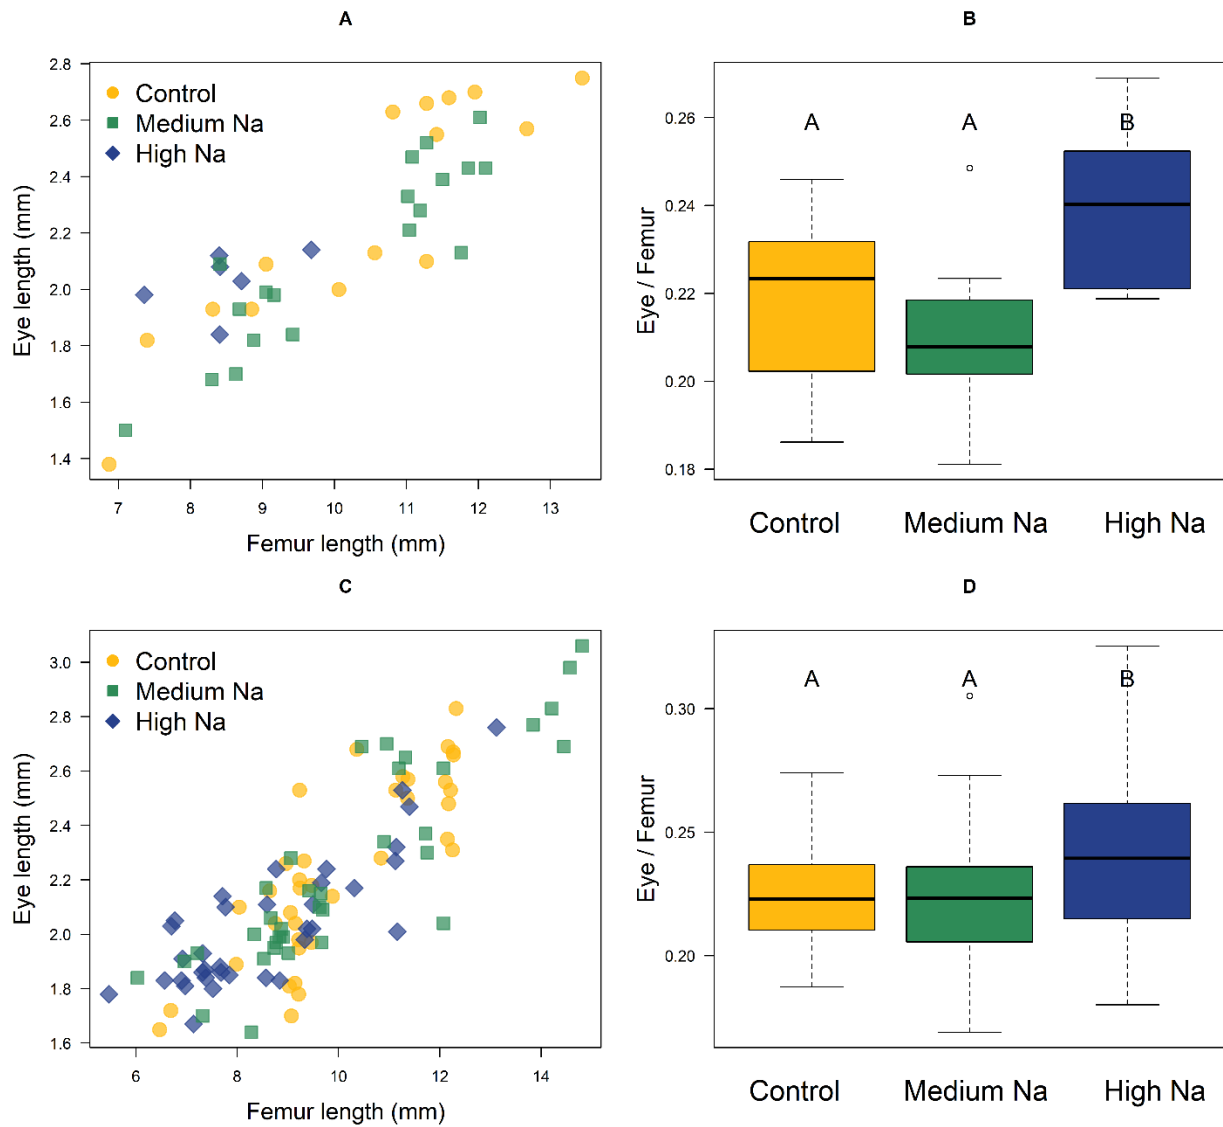 A
2.8
2.6
2.4
2.2
2.0
1.8
1.6
1.4
Eye length (mm)
Control
Medium Na
High Na
7 8 9 10 11 12 13
Femur length (mm)
B
0.26
0.24
0.22
0.20
0.18
Eye / Femur
A A B
Control Medium Na High Na
C
3.0
2.8
2.6
2.4
2.2
2.0
1.8
1.6
Eye length (mm)
Control
Medium Na
High Na
6 8 10 12 14
Femur length (mm)
D
0.30
0.25
0.20
Eye / Femur
A A B
Control Medium Na High Na